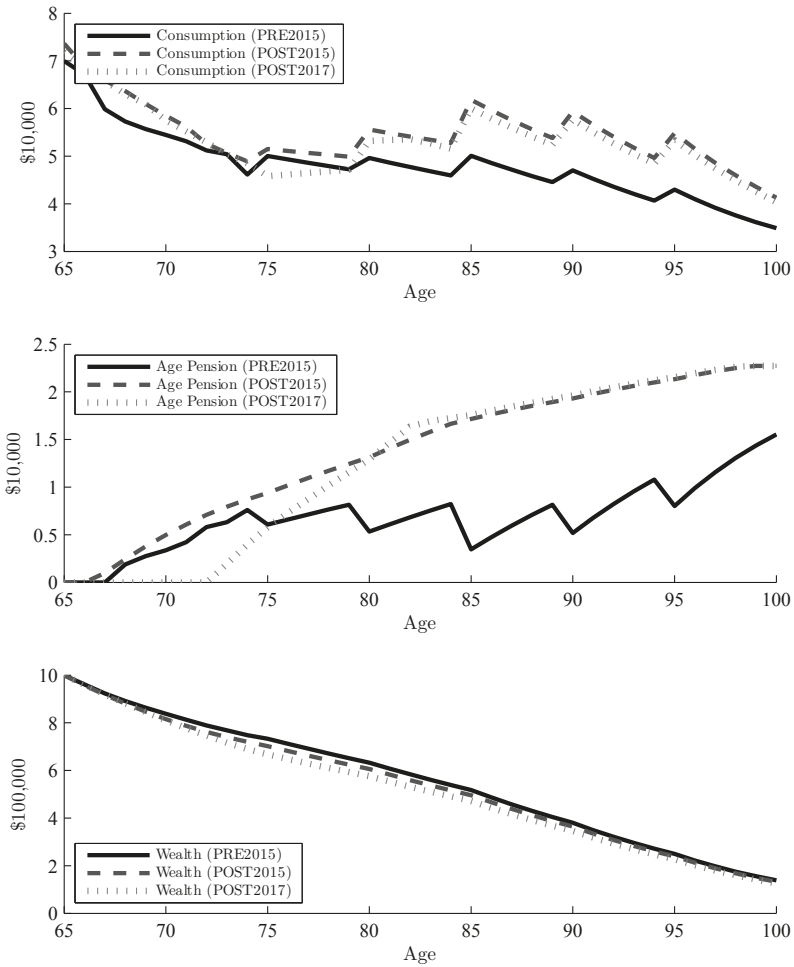 8
7
6
5
4
3
$10,000
Consumption (PRE2015)
Consumption (POST2015)
Consumption (POST2017)
65 70 75 80 85 90 95 100
Age
2.5
2
1.5
1
0.5
0
$10,000
Age Pension (PRE2015)
Age Pension (POST2015)
Age Pension (POST2017)
65 70 75 80 85 90 95 100
Age
10
8
6
4
2
0
$100,000
Wealth (PRE2015)
Wealth (POST2015)
Wealth (POST2017)
65 70 75 80 85 90 95 100
Age